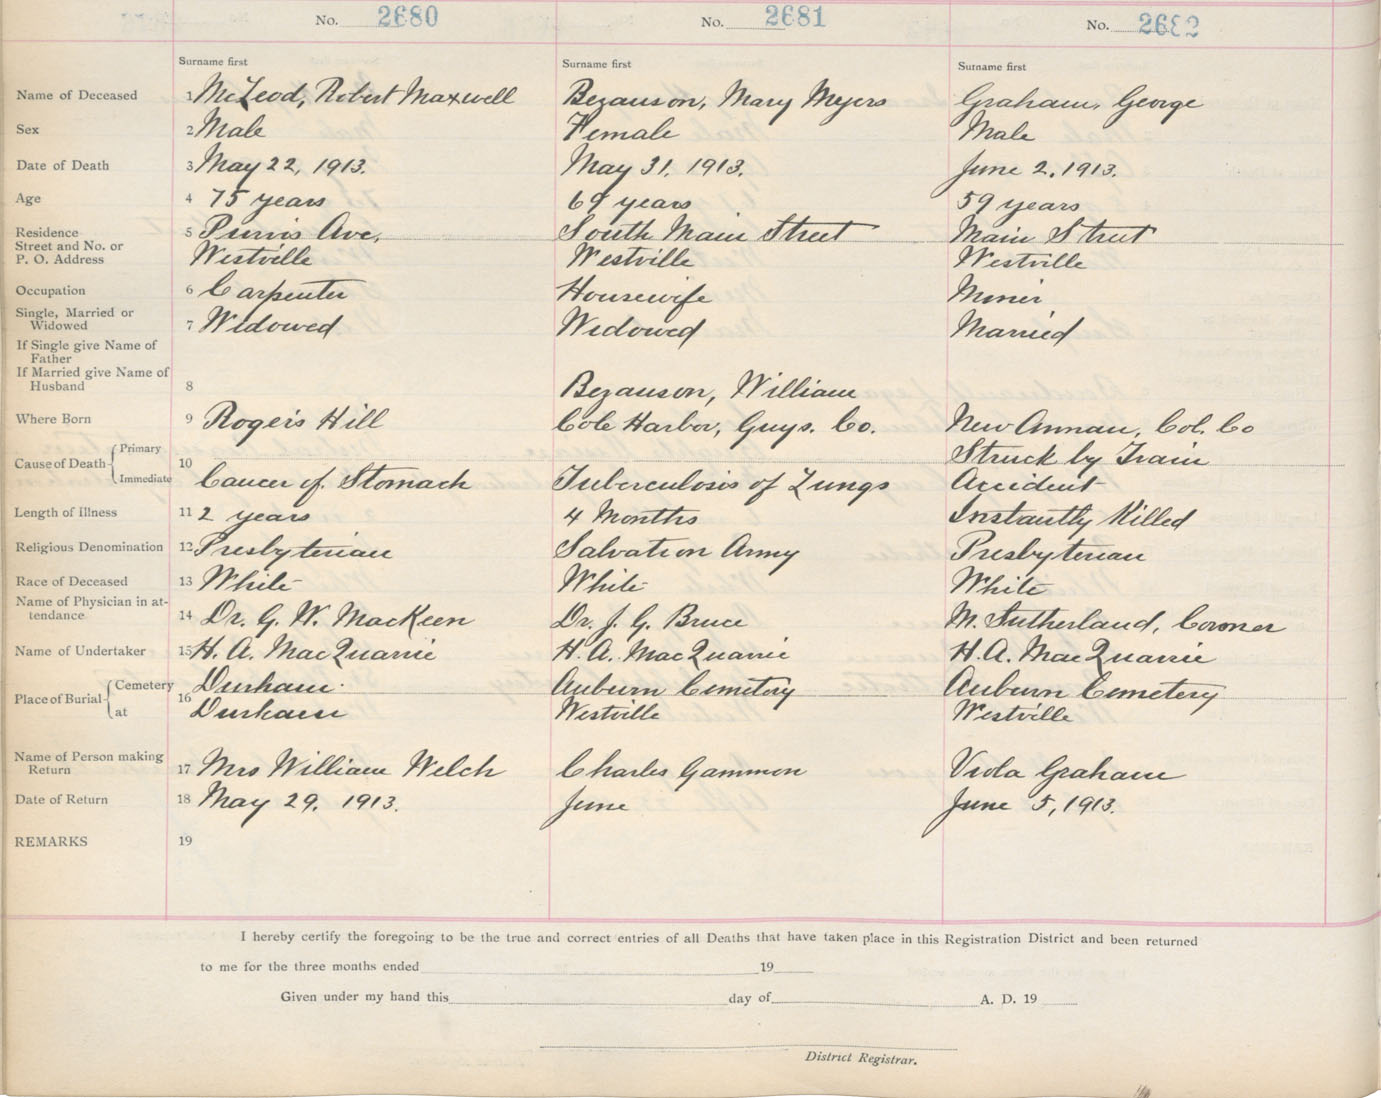 No. 2680 No. 2681 No. 2682
Surname first Surname first Surname first
Name of Deceased 1 McLeod, Robert Maxwell Bezanson, Mary Myers Graham, George
Sex 2 Male Female Male
Date of Death 3 May 22, 1913. May 31, 1913. June 2, 1913.
Age 4 75 years 69 years 59 years
Residence 5 Purvis Ave, South Main Street Main Street
Street and No. or
P. O. Address Westville Westville Westville
Occupation 6 Carpenter Housewife Miner
Single, Married or
Widowed 7 Widowed Widowed Married
If Single give Name of
Father
If Married give Name of
Husband 8 Bezanson, William
Where Born 9 Roger's Hill Cole Harbor, Guys. Co. New Annan, Col. Co
Cause of Death Primary 10 Struck by Train
Immediate Cancer of Stomach Tuberculosis of Lungs Accident
Length of Illness 11 2 years 4 Months Instantly Killed
Religious Denomination 12 Presbyterian Salvation Army Presbyterian
Race of Deceased 13 White White White
Name of Physician in at-
tendance 14 Dr. G. W. MacKeen Dr. J. G. Bruce M. Sutherland, Coroner
Name of Undertaker 15 H. A. MacQuarrie H. A. MacQuarrie H. A. MacQuarrie
Place of Burial Cemetery 16 Durham. Auburn Cemetery Auburn Cemetery
at Durham Westville Westville
Name of Person making
Return 17 Mrs William Welch Charles Gammon Viola Graham
Date of Return 18 May 29, 1913. June June 5, 1913.
REMARKS 19
I hereby certify the foregoing to be the true and correct entries of all Deaths that have taken place in this Registration District and been returned
to me for the three months ended 19
Given under my hand this day of A. D. 19
District Registrar.